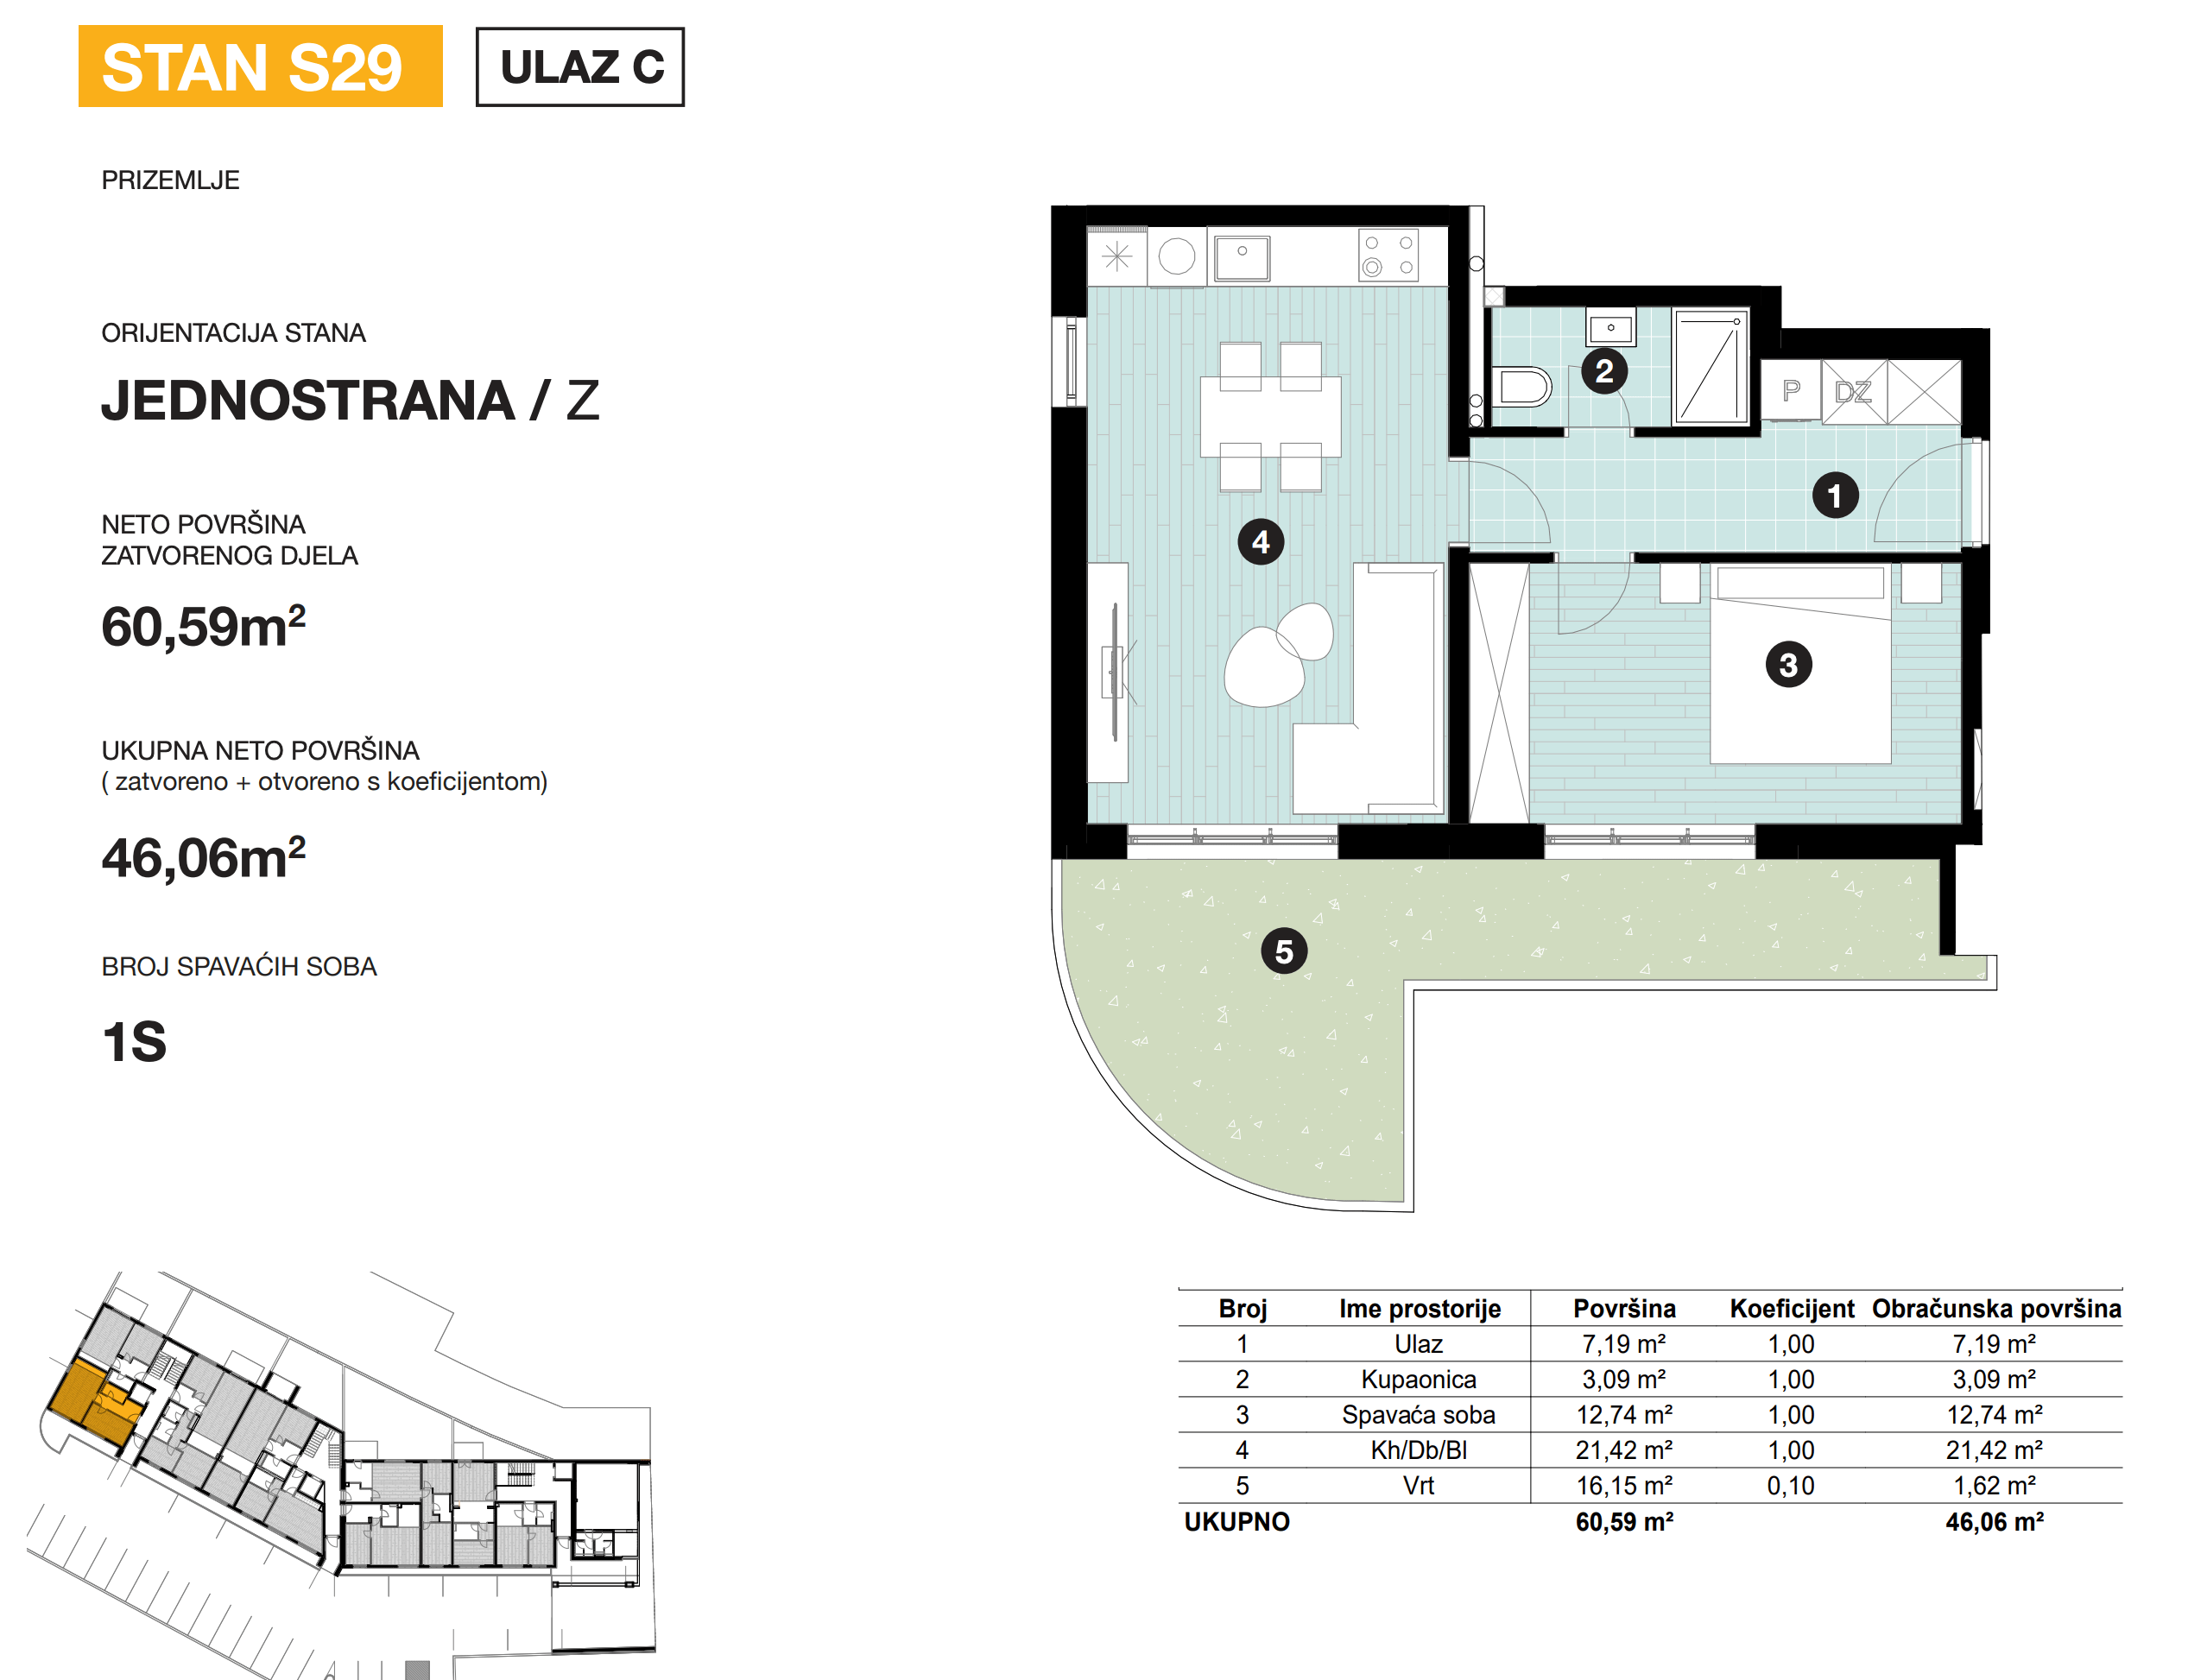 STAN S29
ULAZ C
PRIZEMLJE
ORIJENTACIJA STANA
JEDNOSTRANA / Z
NETO POVRŠINA
ZATVORENOG DJELA
60,59m²
UKUPNA NETO POVRŠINA
( zatvoreno + otvoreno s koeficijentom)
46,06m²
BROJ SPAVAĆIH SOBA
1S
2
P DZ
1
4
3
5
Broj Ime prostorije Površina Koeficijent Obračunska površina
1 Ulaz 7,19 m² 1,00 7,19 m²
2 Kupaonica 3,09 m² 1,00 3,09 m²
3 Spavaća soba 12,74 m² 1,00 12,74 m²
4 Kh/Db/Bl 21,42 m² 1,00 21,42 m²
5 Vrt 16,15 m² 0,10 1,62 m²
UKUPNO 60,59 m² 46,06 m²